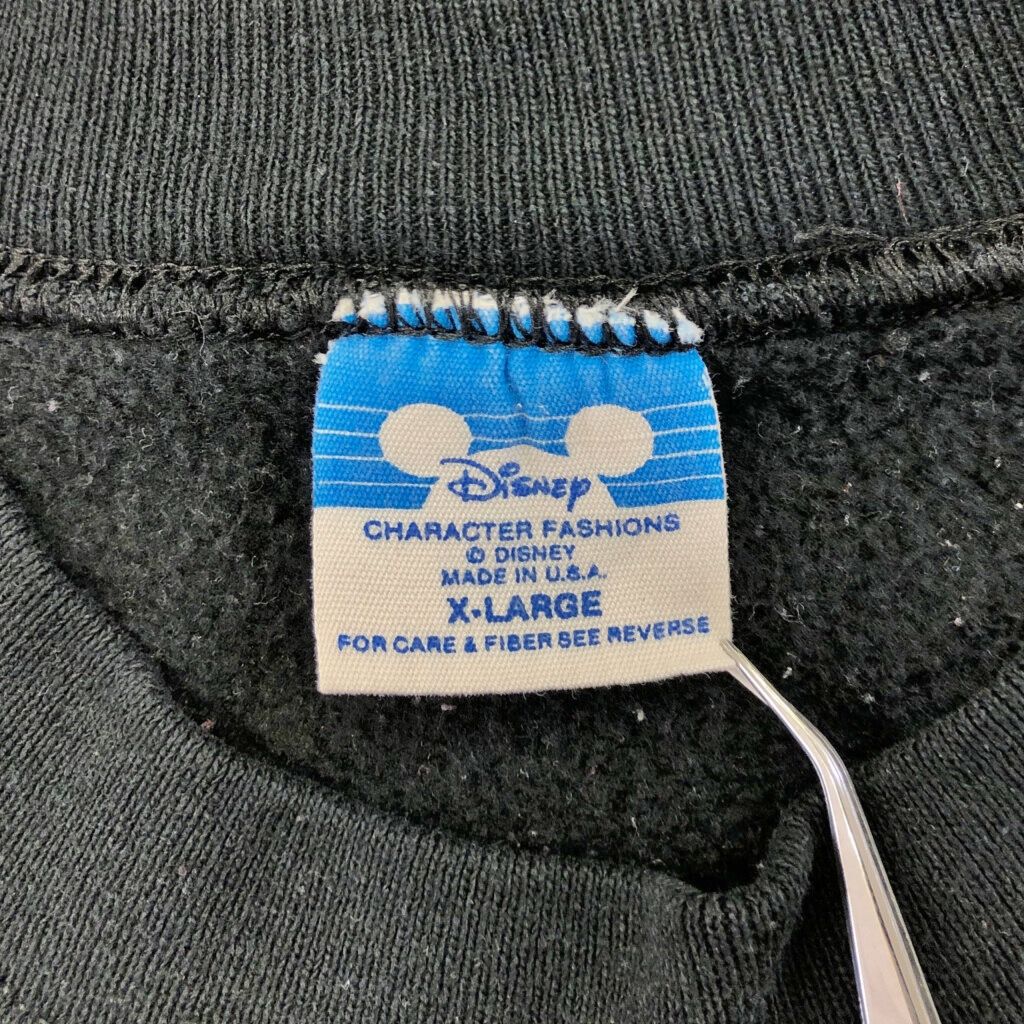 Disney
CHARACTER FASHIONS
© DISNEY
MADE IN U.S.A.
X-LARGE
FOR CARE & FIBER SEE REVERSE